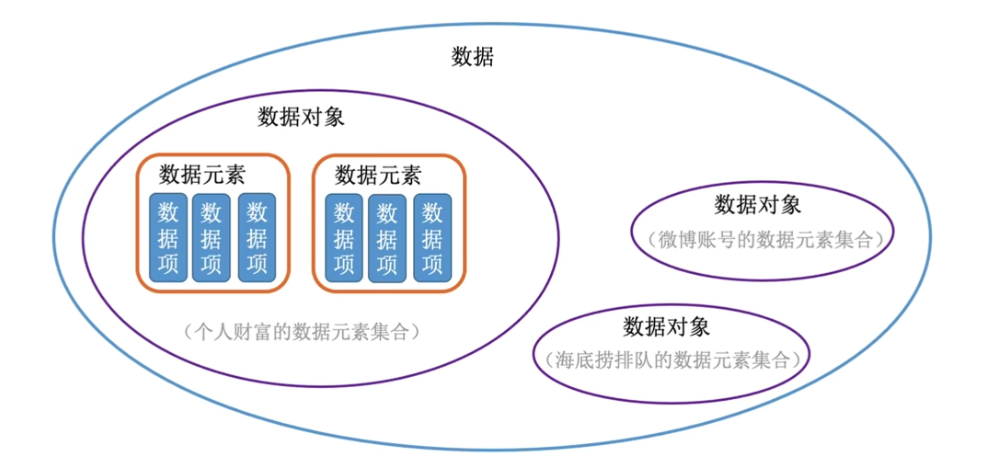 数据
数据对象
数据元素
数据元素
数据项
数据项
数据项
数据项
数据项
数据项
(个人财富的数据元素集合)
数据对象
(微博账号的数据元素集合)
数据对象
(海底捞排队的数据元素集合)